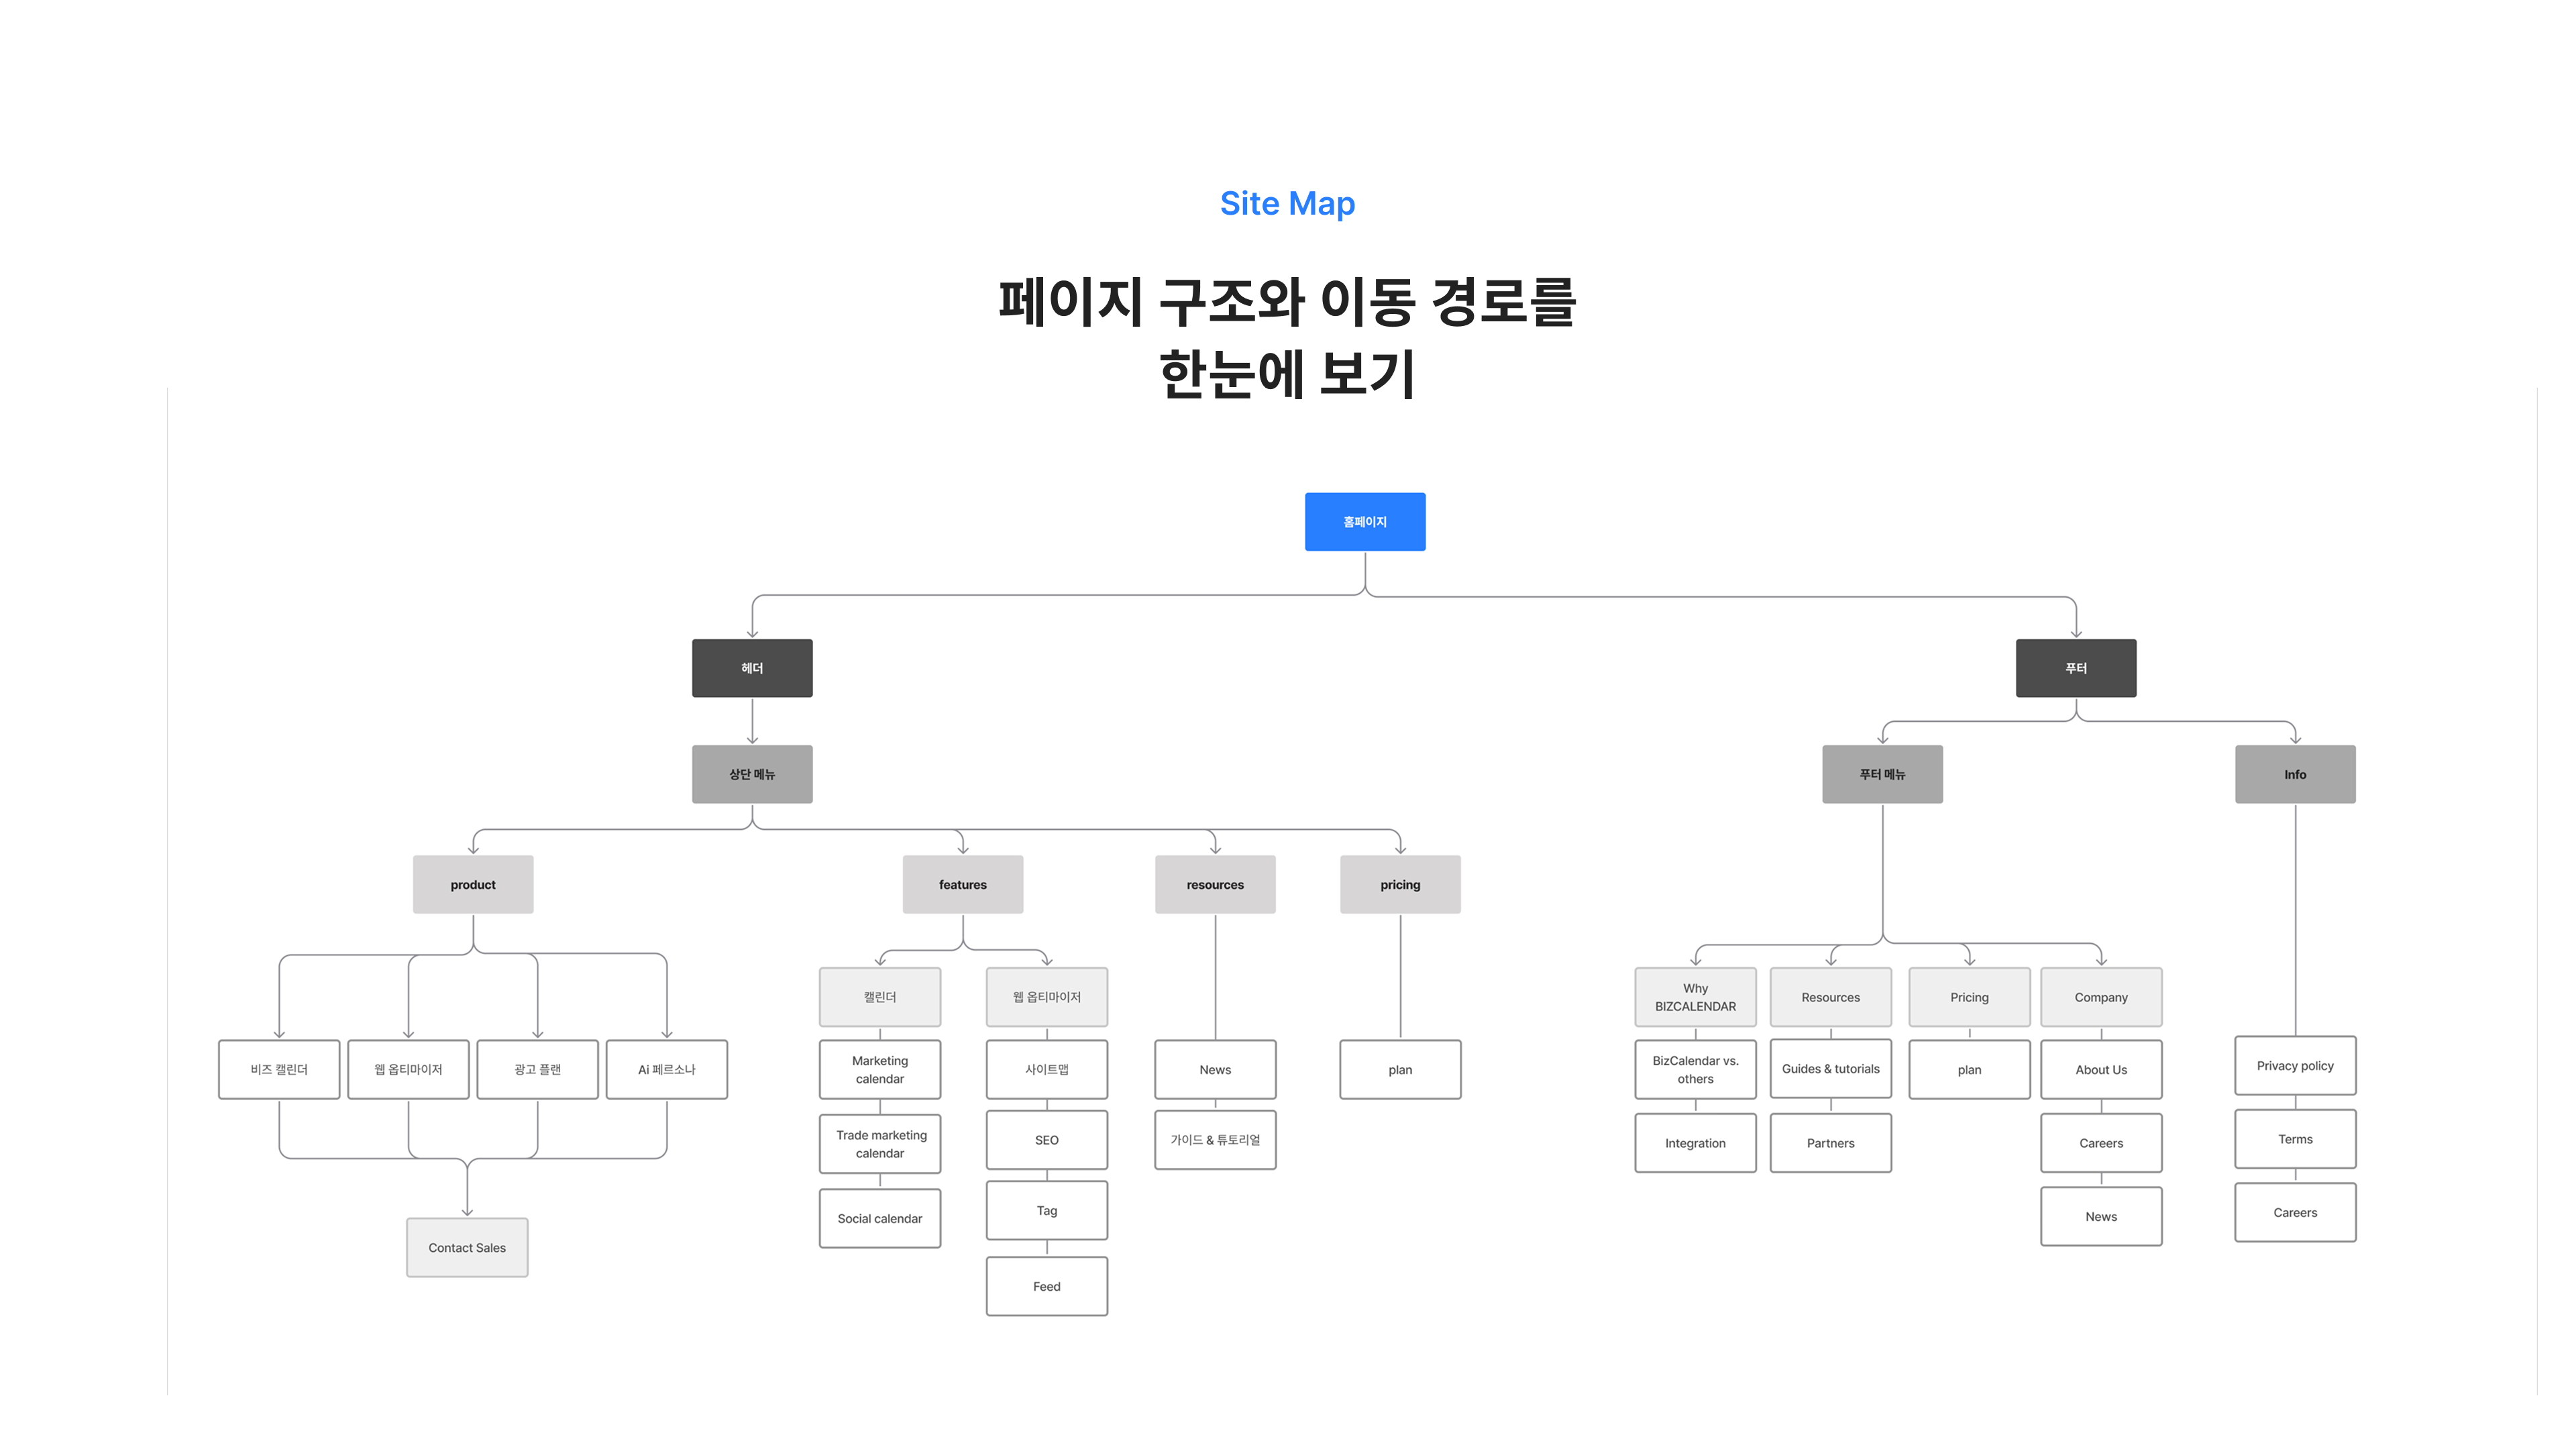 Site Map
페이지 구조와 이동 경로를
한눈에 보기
홈페이지
헤더
푸터
상단 메뉴
푸터 메뉴
Info
product
features
resources
pricing
캘린더
웹 옵티마이저
Why
BIZCALENDAR
Resources
Pricing
Company
비즈 캘린더
웹 옵티마이저
광고 플랜
Ai 페르소나
Marketing
calendar
사이트맵
News
plan
BizCalendar vs.
others
Guides & tutorials
plan
About Us
Privacy policy
Trade marketing
calendar
SEO
가이드 & 튜토리얼
Integration
Partners
Careers
Terms
Social calendar
Tag
News
Careers
Contact Sales
Feed